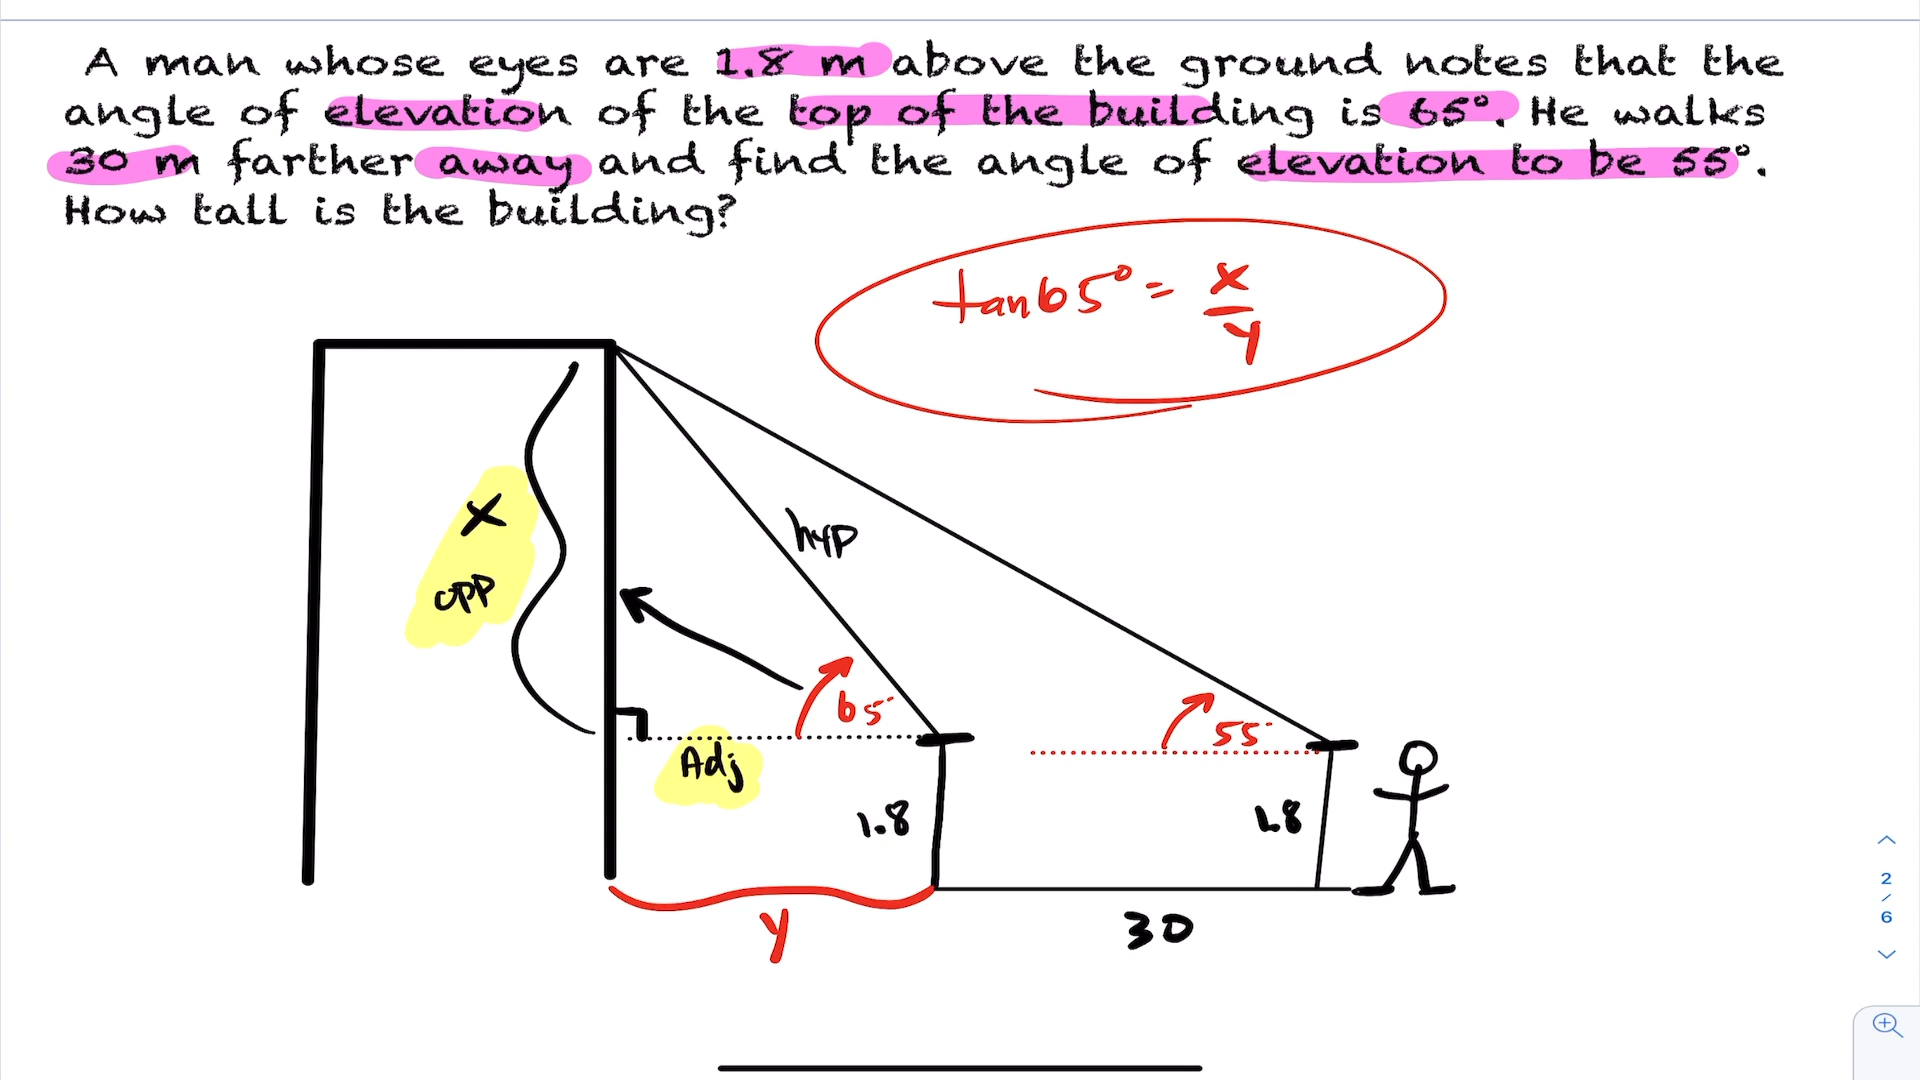 A man whose eyes are 1.8 m above the ground notes that the
angle of elevation of the top of the building is 65°. He walks
30 m farther away and find the angle of elevation to be 55°.
How tall is the building?
tan65° = x/y
x
opp
hyp
65°
55°
Adj
1.8
1.8
y
30
2
/
6